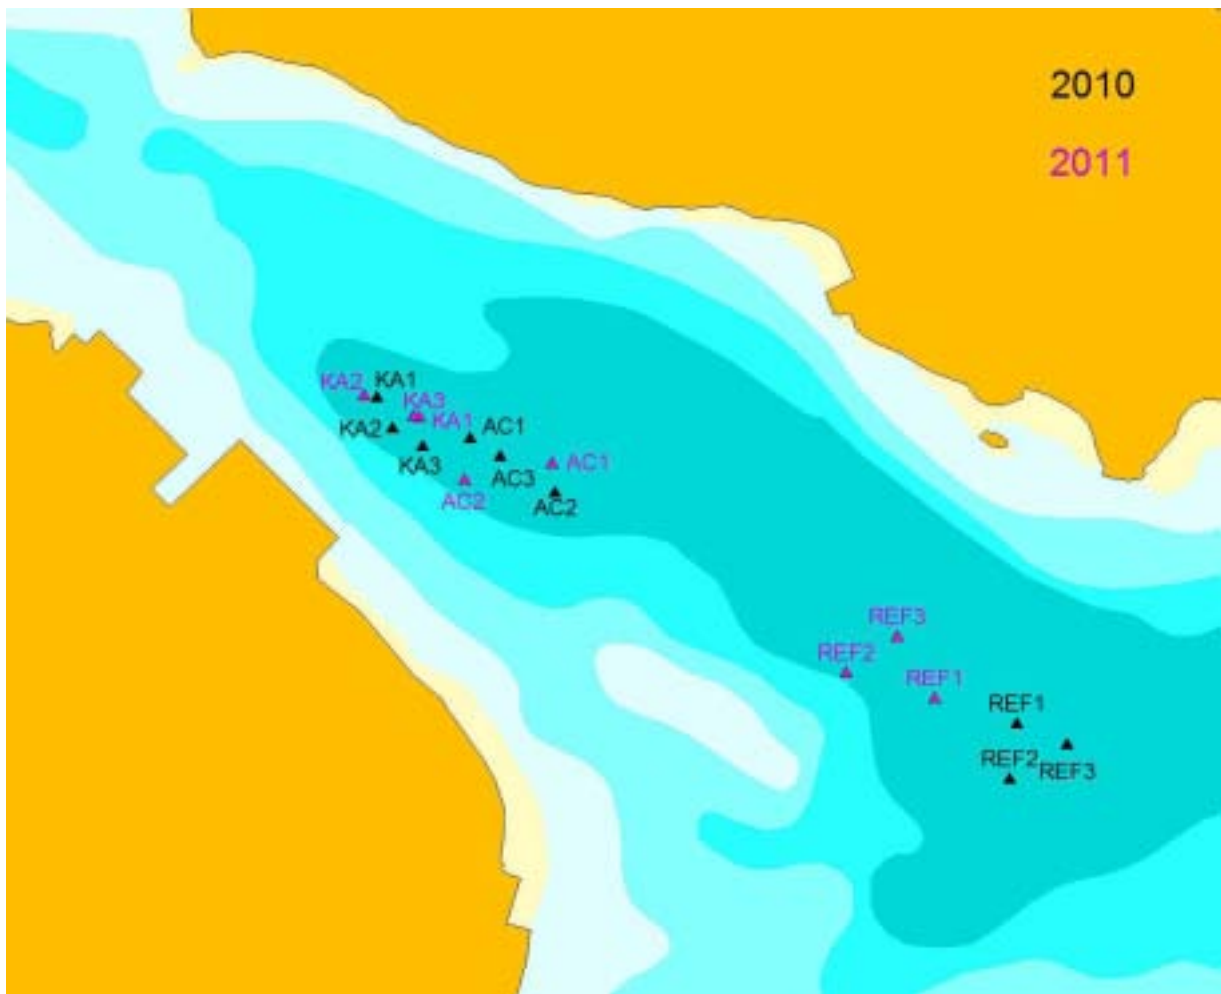 2010
2011
KA2
KA1
KA3
KA1
KA2
AC1
KA3
AC1
AC3
AC2
AC2
REF3
REF2
REF1
REF1
REF2
REF3